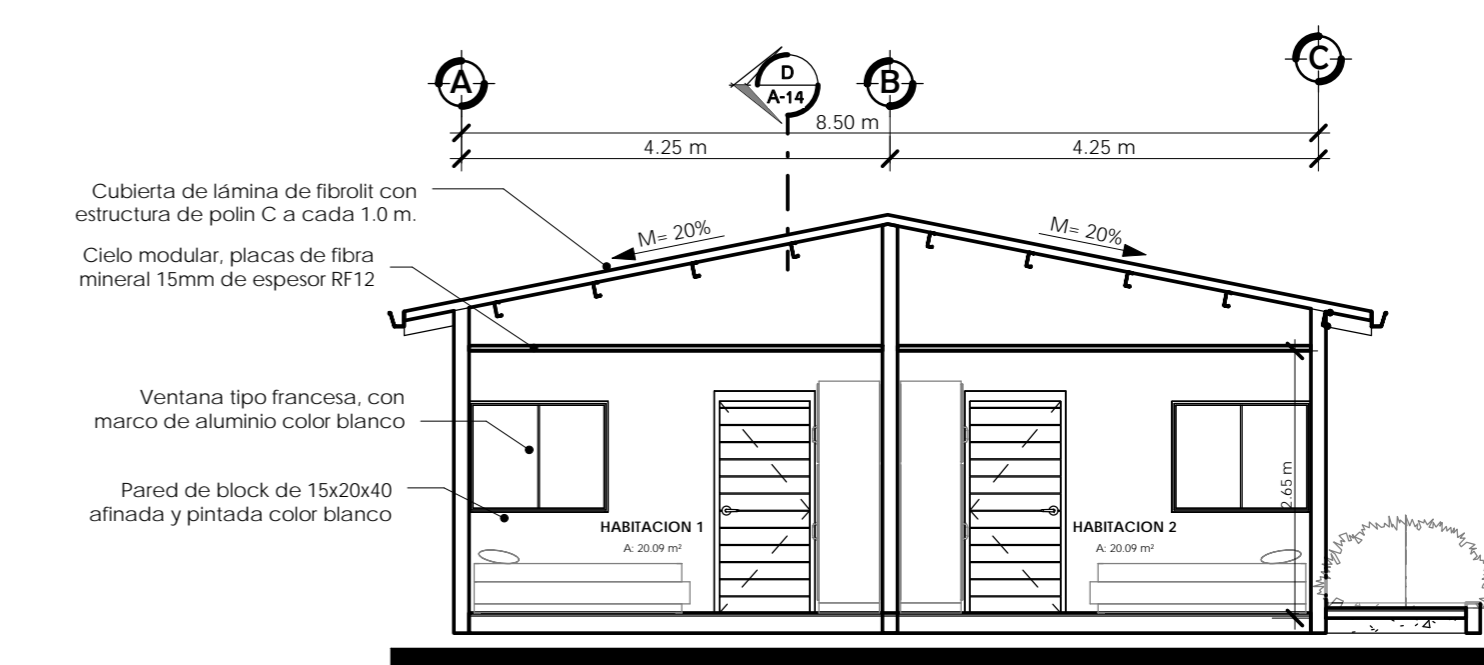 A
D
A-14
B
C
8.50 m
4.25 m
4.25 m
Cubierta de lámina de fibrolit con
estructura de polin C a cada 1.0 m.
M= 20%
M= 20%
Cielo modular, placas de fibra
mineral 15mm de espesor RF12
Ventana tipo francesa, con
marco de aluminio color blanco
Pared de block de 15x20x40
afinada y pintada color blanco
2.65 m
HABITACION 1
A: 20.09 m²
HABITACION 2
A: 20.09 m²